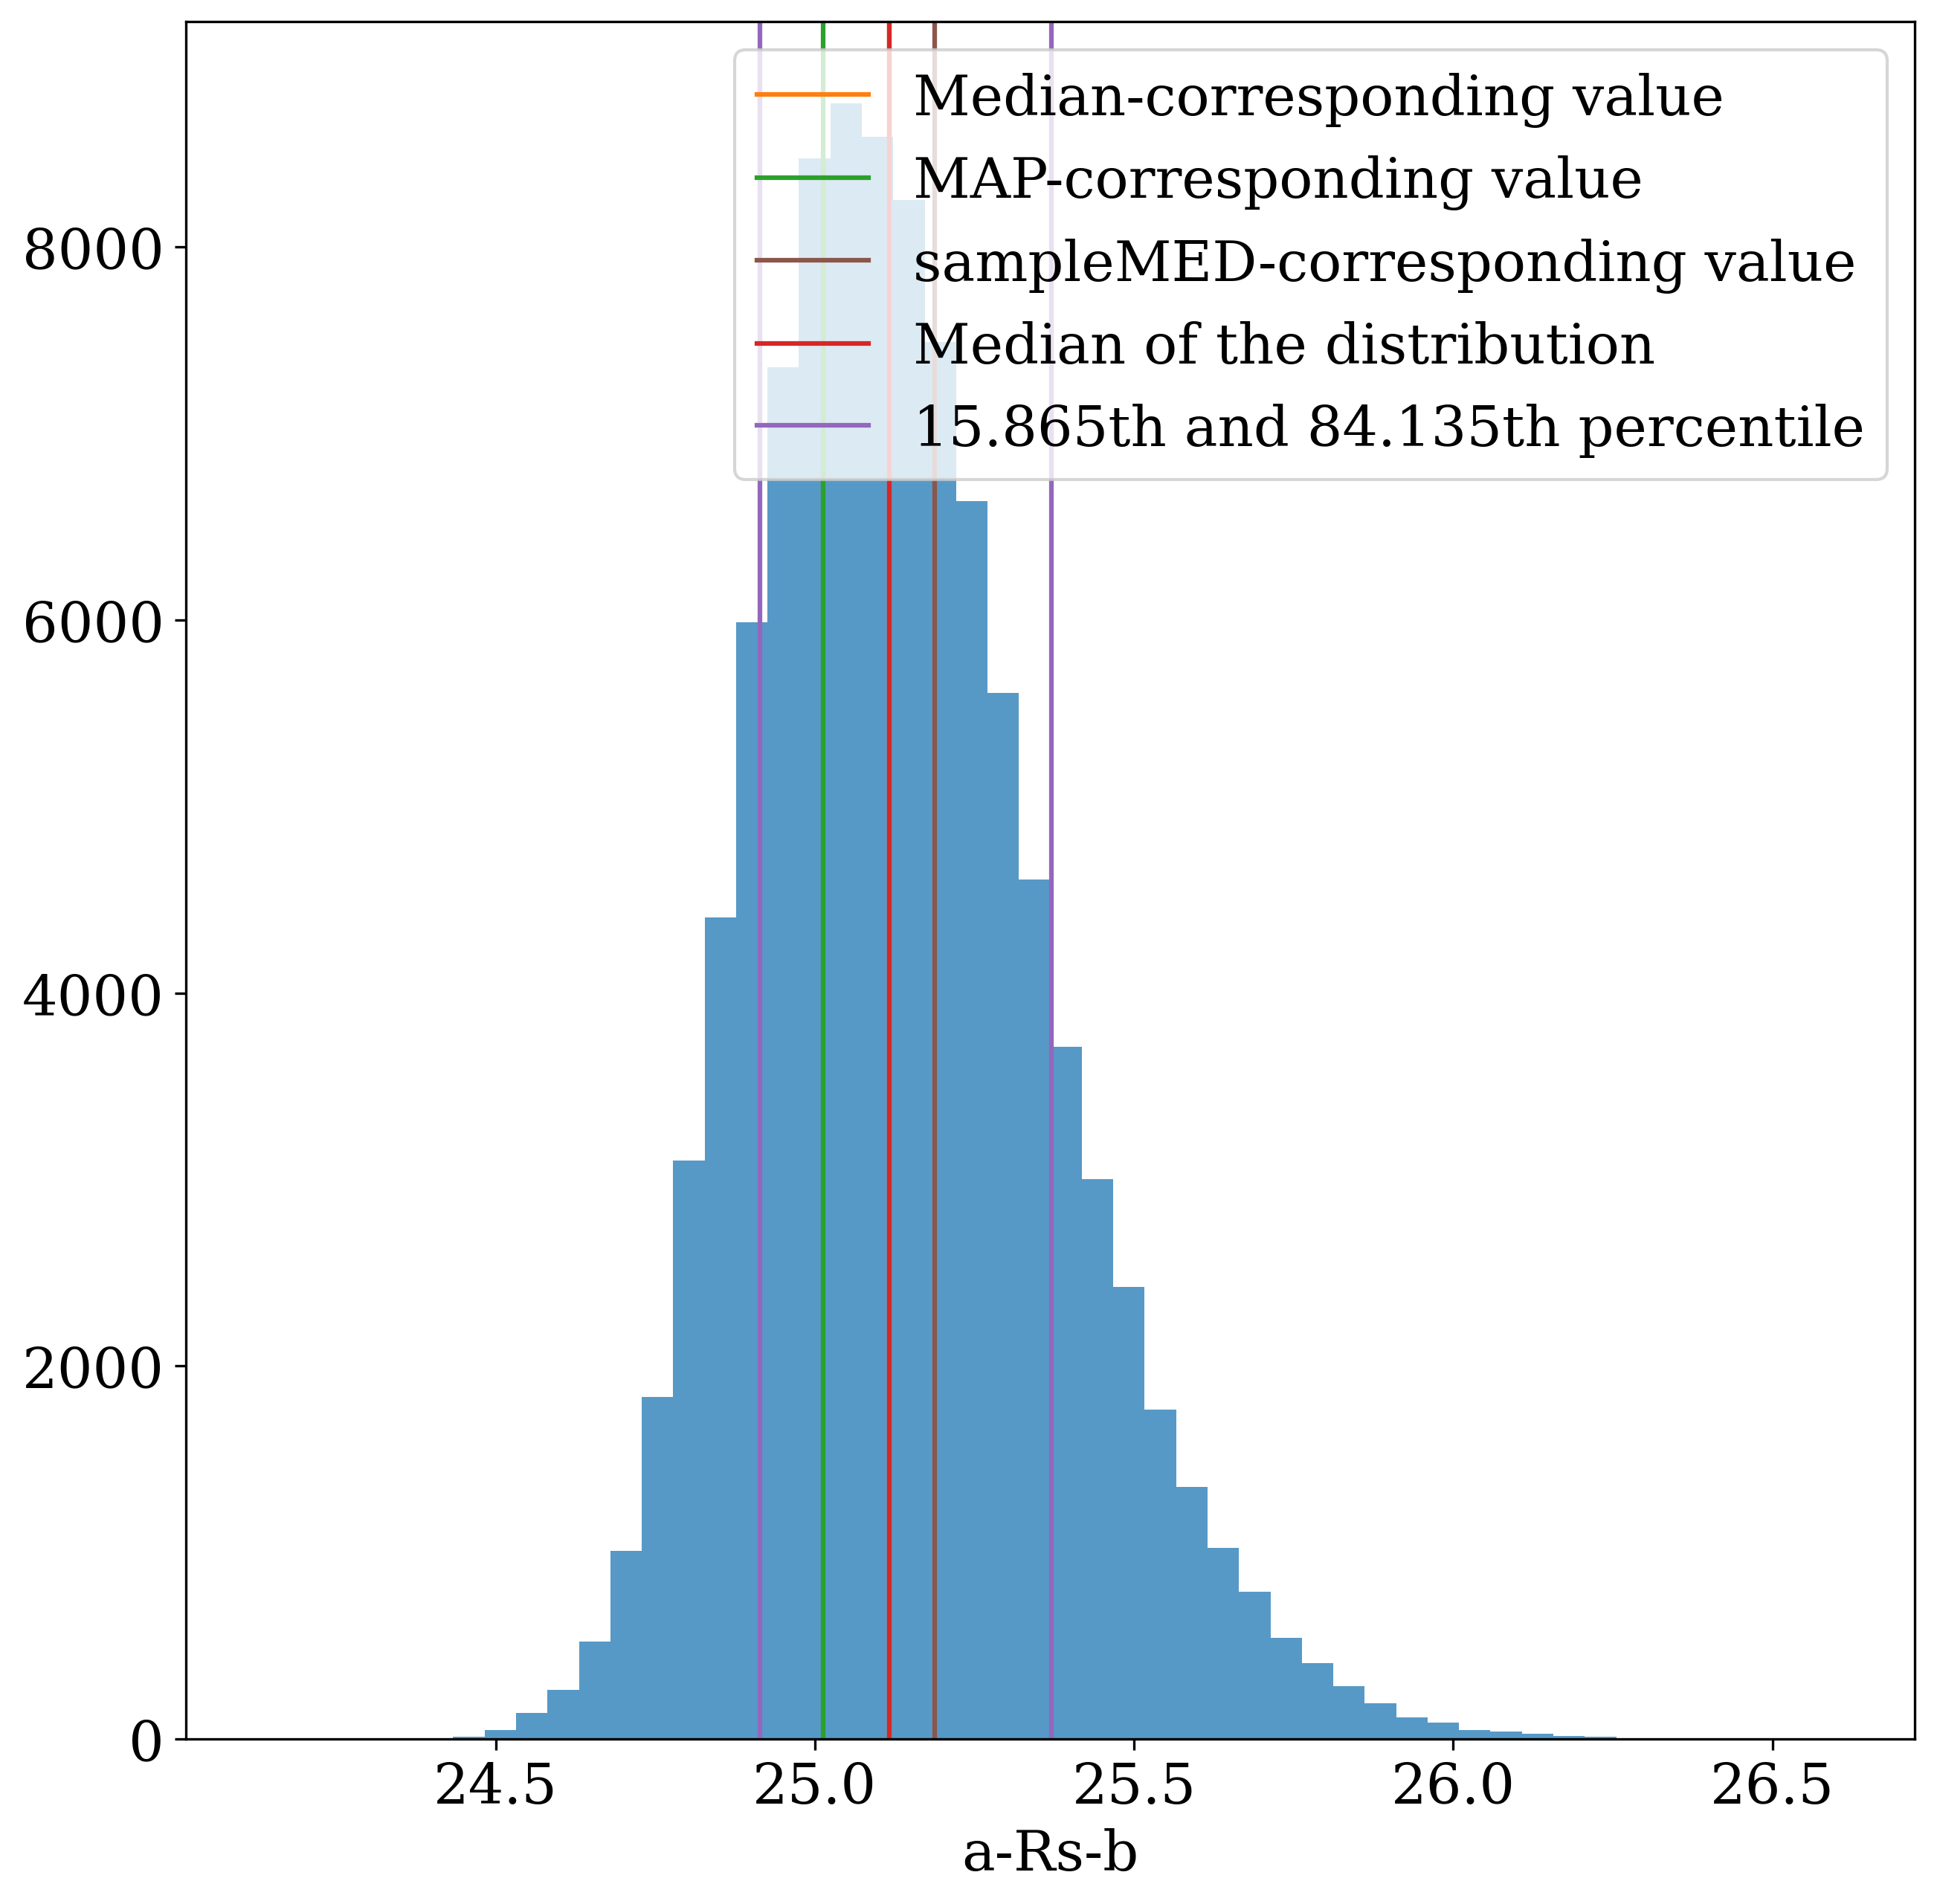 Median-corresponding value
MAP-corresponding value
sampleMED-corresponding value
Median of the distribution
15.865th and 84.135th percentile
8000
6000
4000
2000
0
24.5 25.0 25.5 26.0 26.5
a-Rs-b